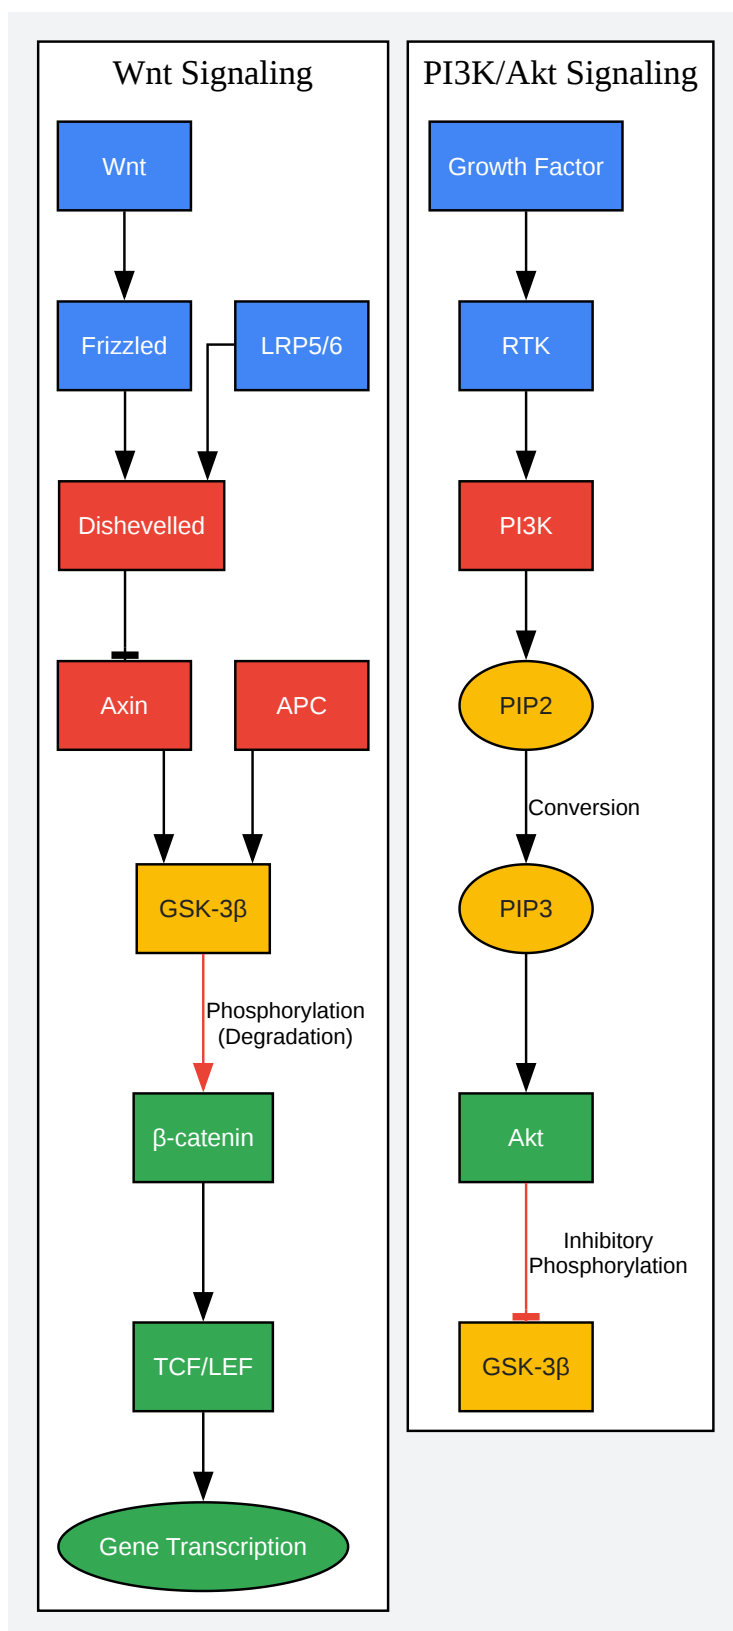 Wnt Signaling
Wnt
Frizzled
LRP5/6
Dishevelled
Axin
APC
GSK-3β
Phosphorylation
(Degradation)
β-catenin
TCF/LEF
Gene Transcription
PI3K/Akt Signaling
Growth Factor
RTK
PI3K
PIP2
Conversion
PIP3
Akt
Inhibitory
Phosphorylation
GSK-3β